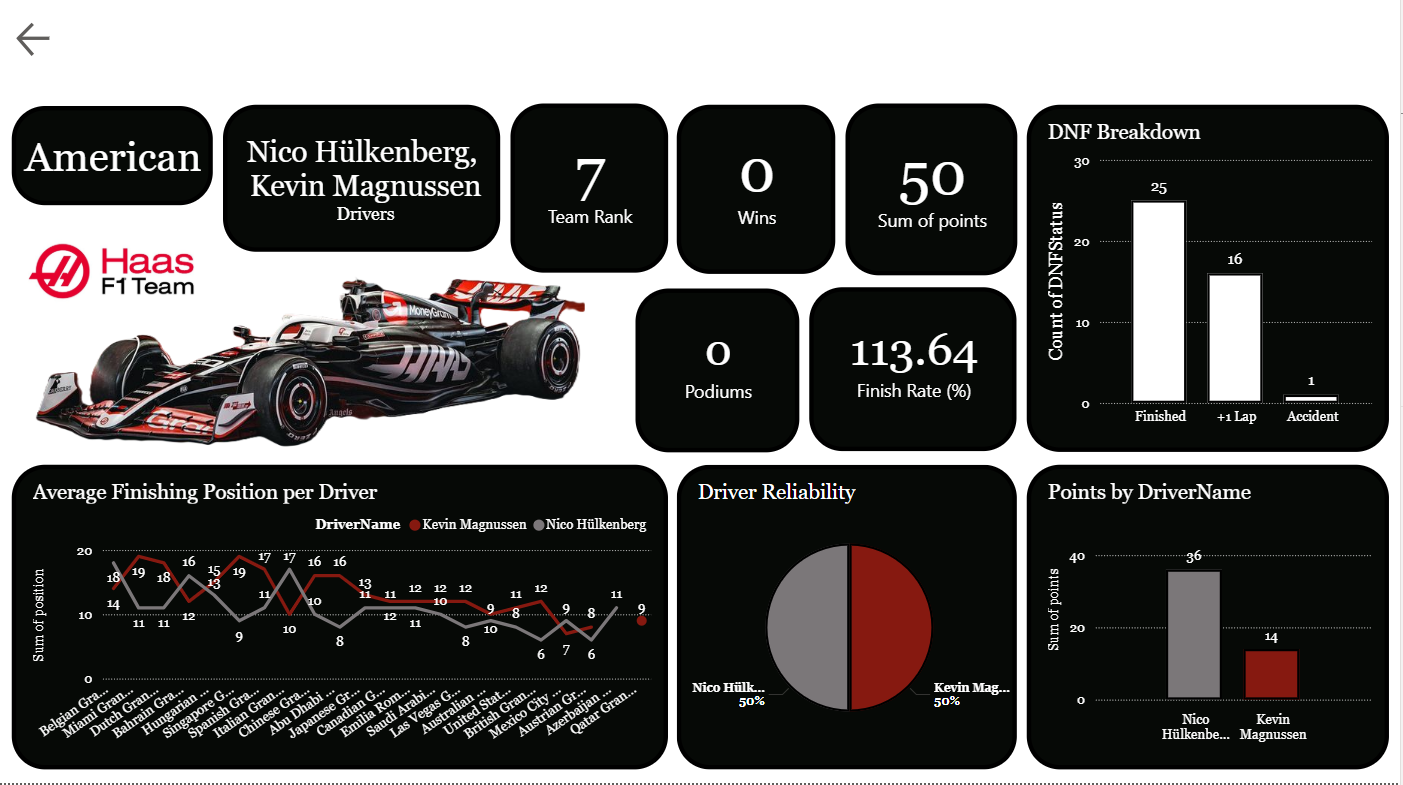 American
Nico Hülkenberg,
Kevin Magnussen
Drivers
7
Team Rank
0
Wins
50
Sum of points
Haas
F1 Team
MoneyGram
HAAS
Haas
Angels
0
Podiums
113.64
Finish Rate (%)
DNF Breakdown
Count of DNFStatus
30
20
10
0
25
16
1
Finished
+1 Lap
Accident
Average Finishing Position per Driver
DriverName
Kevin Magnussen
Nico Hülkenberg
Sum of position
20
10
0
18
14
19
11
18
11
16
12
15
13
19
9
17
11
17
10
16
10
16
8
13
11
11
12
12
11
12
10
12
8
9
10
11
8
12
6
9
7
8
6
11
9
Belgian Gra...
Miami Gran...
Dutch Gran...
Bahrain Gra...
Hungarian ...
Singapore G...
Spanish Gra...
Italian Gran...
Chinese Gra...
Abu Dhabi ...
Japanese Gr...
Canadian G...
Emilia Rom...
Saudi Arabi...
Las Vegas G...
Australian ...
United Stat...
British Gran...
Mexico City ...
Austrian Gr...
Azerbaijan ...
Qatar Gran...
Driver Reliability
Nico Hülk...
50%
Kevin Mag...
50%
Points by DriverName
Sum of points
40
20
0
36
14
Nico
Hülkenbe...
Kevin
Magnussen